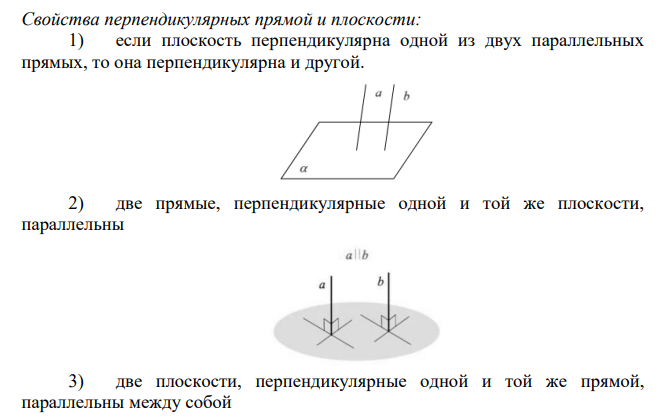 Свойства перпендикулярных прямой и плоскости:
1) если плоскость перпендикулярна одной из двух параллельных
прямых, то она перпендикулярна и другой.
a b
α
2) две прямые, перпендикулярные одной и той же плоскости,
параллельны
a||b
a b
3) две плоскости, перпендикулярные одной и той же прямой,
параллельны между собой